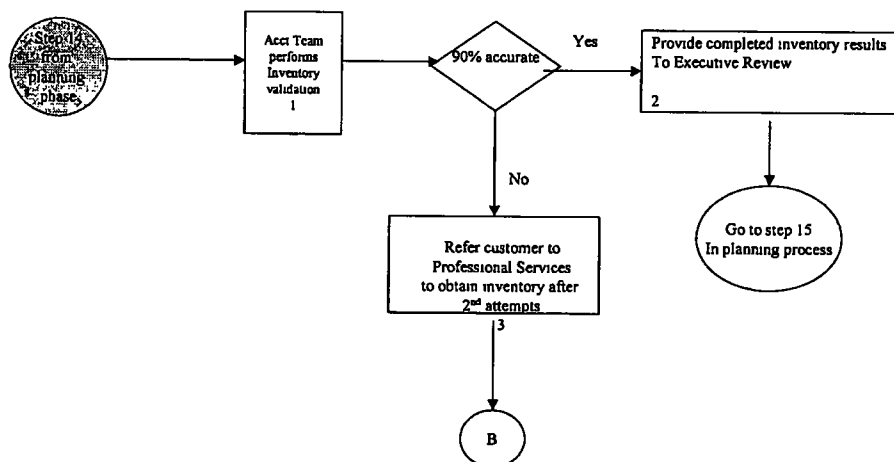 Step 14
from
planning
phase
Acct Team
performs
Inventory
validation
1
90% accurate
Yes
Provide completed inventory results
To Executive Review
2
No
Refer customer to
Professional Services
to obtain inventory after
2nd attempts
3
Go to step 15
In planning process
B